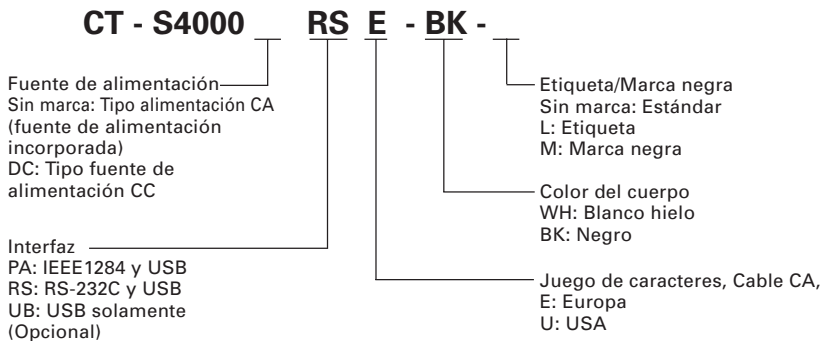 CT - S4000 __ RS E - BK - __
Fuente de alimentación
Sin marca: Tipo alimentación CA
(fuente de alimentación
incorporada)
DC: Tipo fuente de
alimentación CC
Interfaz
PA: IEEE1284 y USB
RS: RS-232C y USB
UB: USB solamente
(Opcional)
Etiqueta/Marca negra
Sin marca: Estándar
L: Etiqueta
M: Marca negra
Color del cuerpo
WH: Blanco hielo
BK: Negro
Juego de caracteres, Cable CA,
E: Europa
U: USA